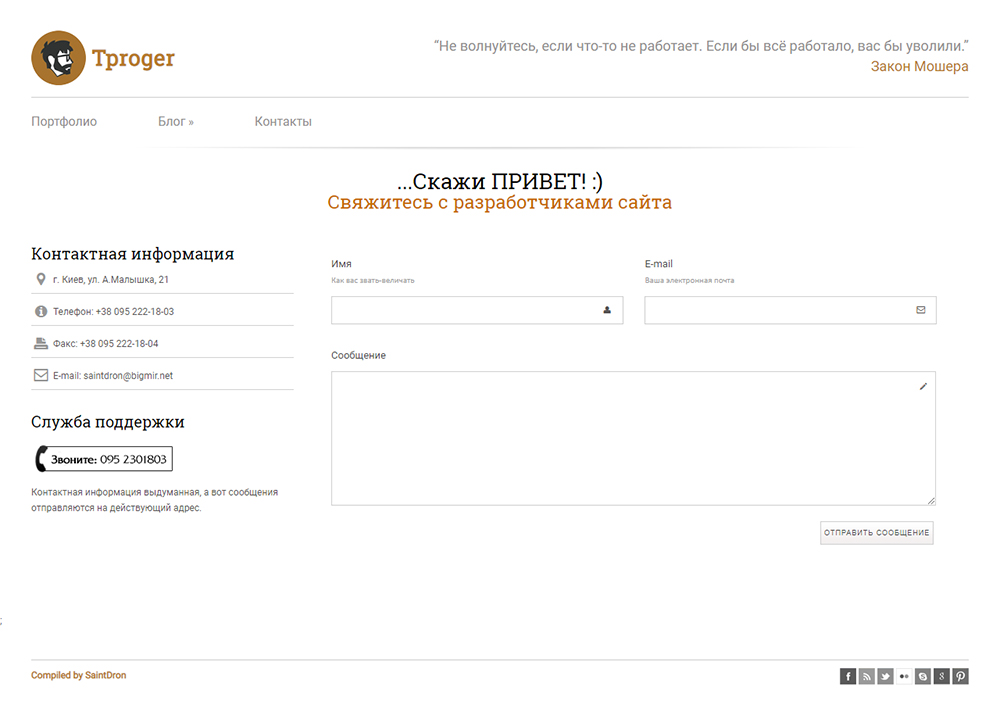 Tproger
“Не волнуйтесь, если что-то не работает. Если бы всё работало, вас бы уволили.”
Закон Мошера
Портфолио Блог » Контакты
...Скажи ПРИВЕТ! :)
Свяжитесь с разработчиками сайта
Контактная информация
г. Киев, ул. А.Малышка, 21
Телефон: +38 095 222-18-03
Факс: +38 095 222-18-04
E-mail: saintdron@bigmir.net
Служба поддержки
Звоните: 095 2301803
Контактная информация выдуманная, а вот сообщения
отправляются на действующий адрес.
Имя
Как вас звать-величать
E-mail
Ваша электронная почта
Сообщение
ОТПРАВИТЬ СООБЩЕНИЕ
;
Compiled by SaintDron